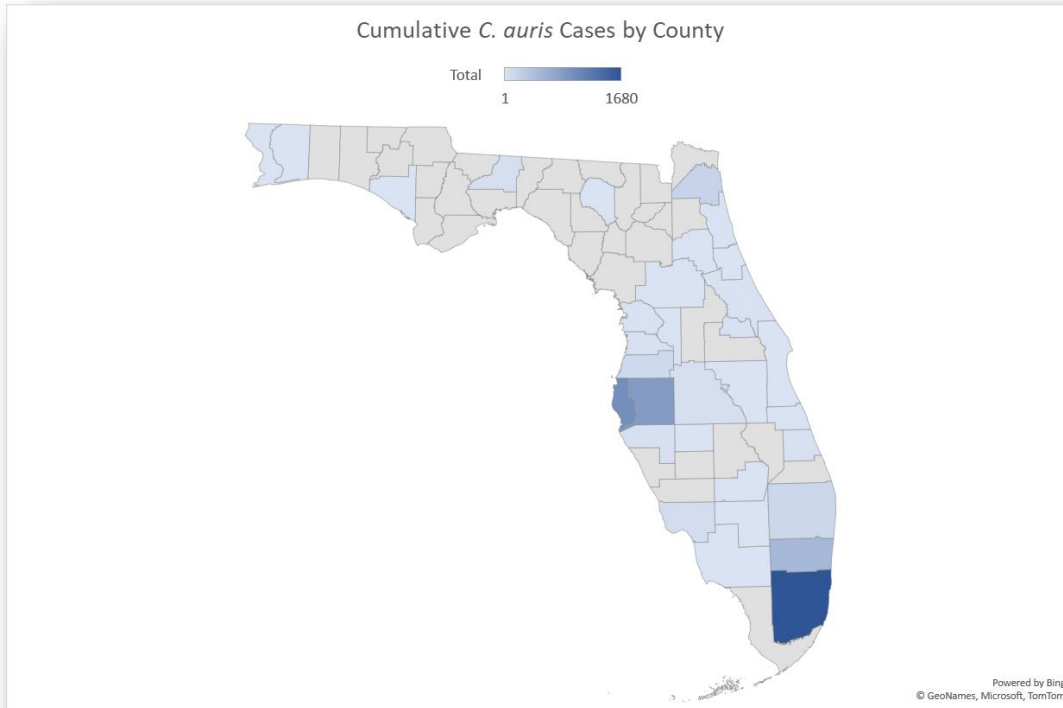 Cumulative C. auris Cases by County
Total
1 1680
Powered by Bing
© GeoNames, Microsoft, TomTom